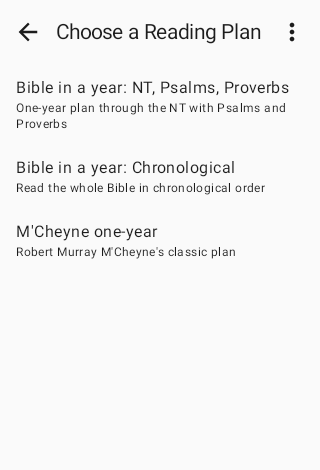 Choose a Reading Plan
Bible in a year: NT, Psalms, Proverbs
One-year plan through the NT with Psalms and
Proverbs
Bible in a year: Chronological
Read the whole Bible in chronological order
M'Cheyne one-year
Robert Murray M'Cheyne's classic plan